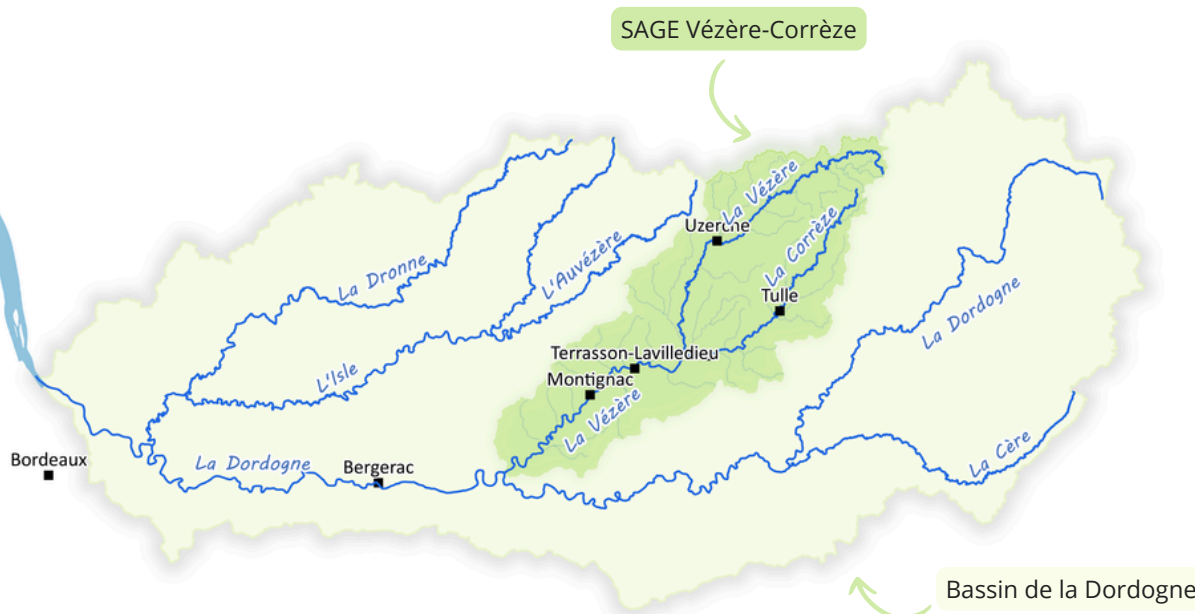 SAGE Vézère-Corrèze
La Vézère
Uzerche
La Corrèze
La Dronne
L'Auvézère
Tulle
La Dordogne
Terrasson-Lavilledieu
L'Isle
Montignac
La Vézère
Bordeaux
La Dordogne
Bergerac
La Cère
Bassin de la Dordogne